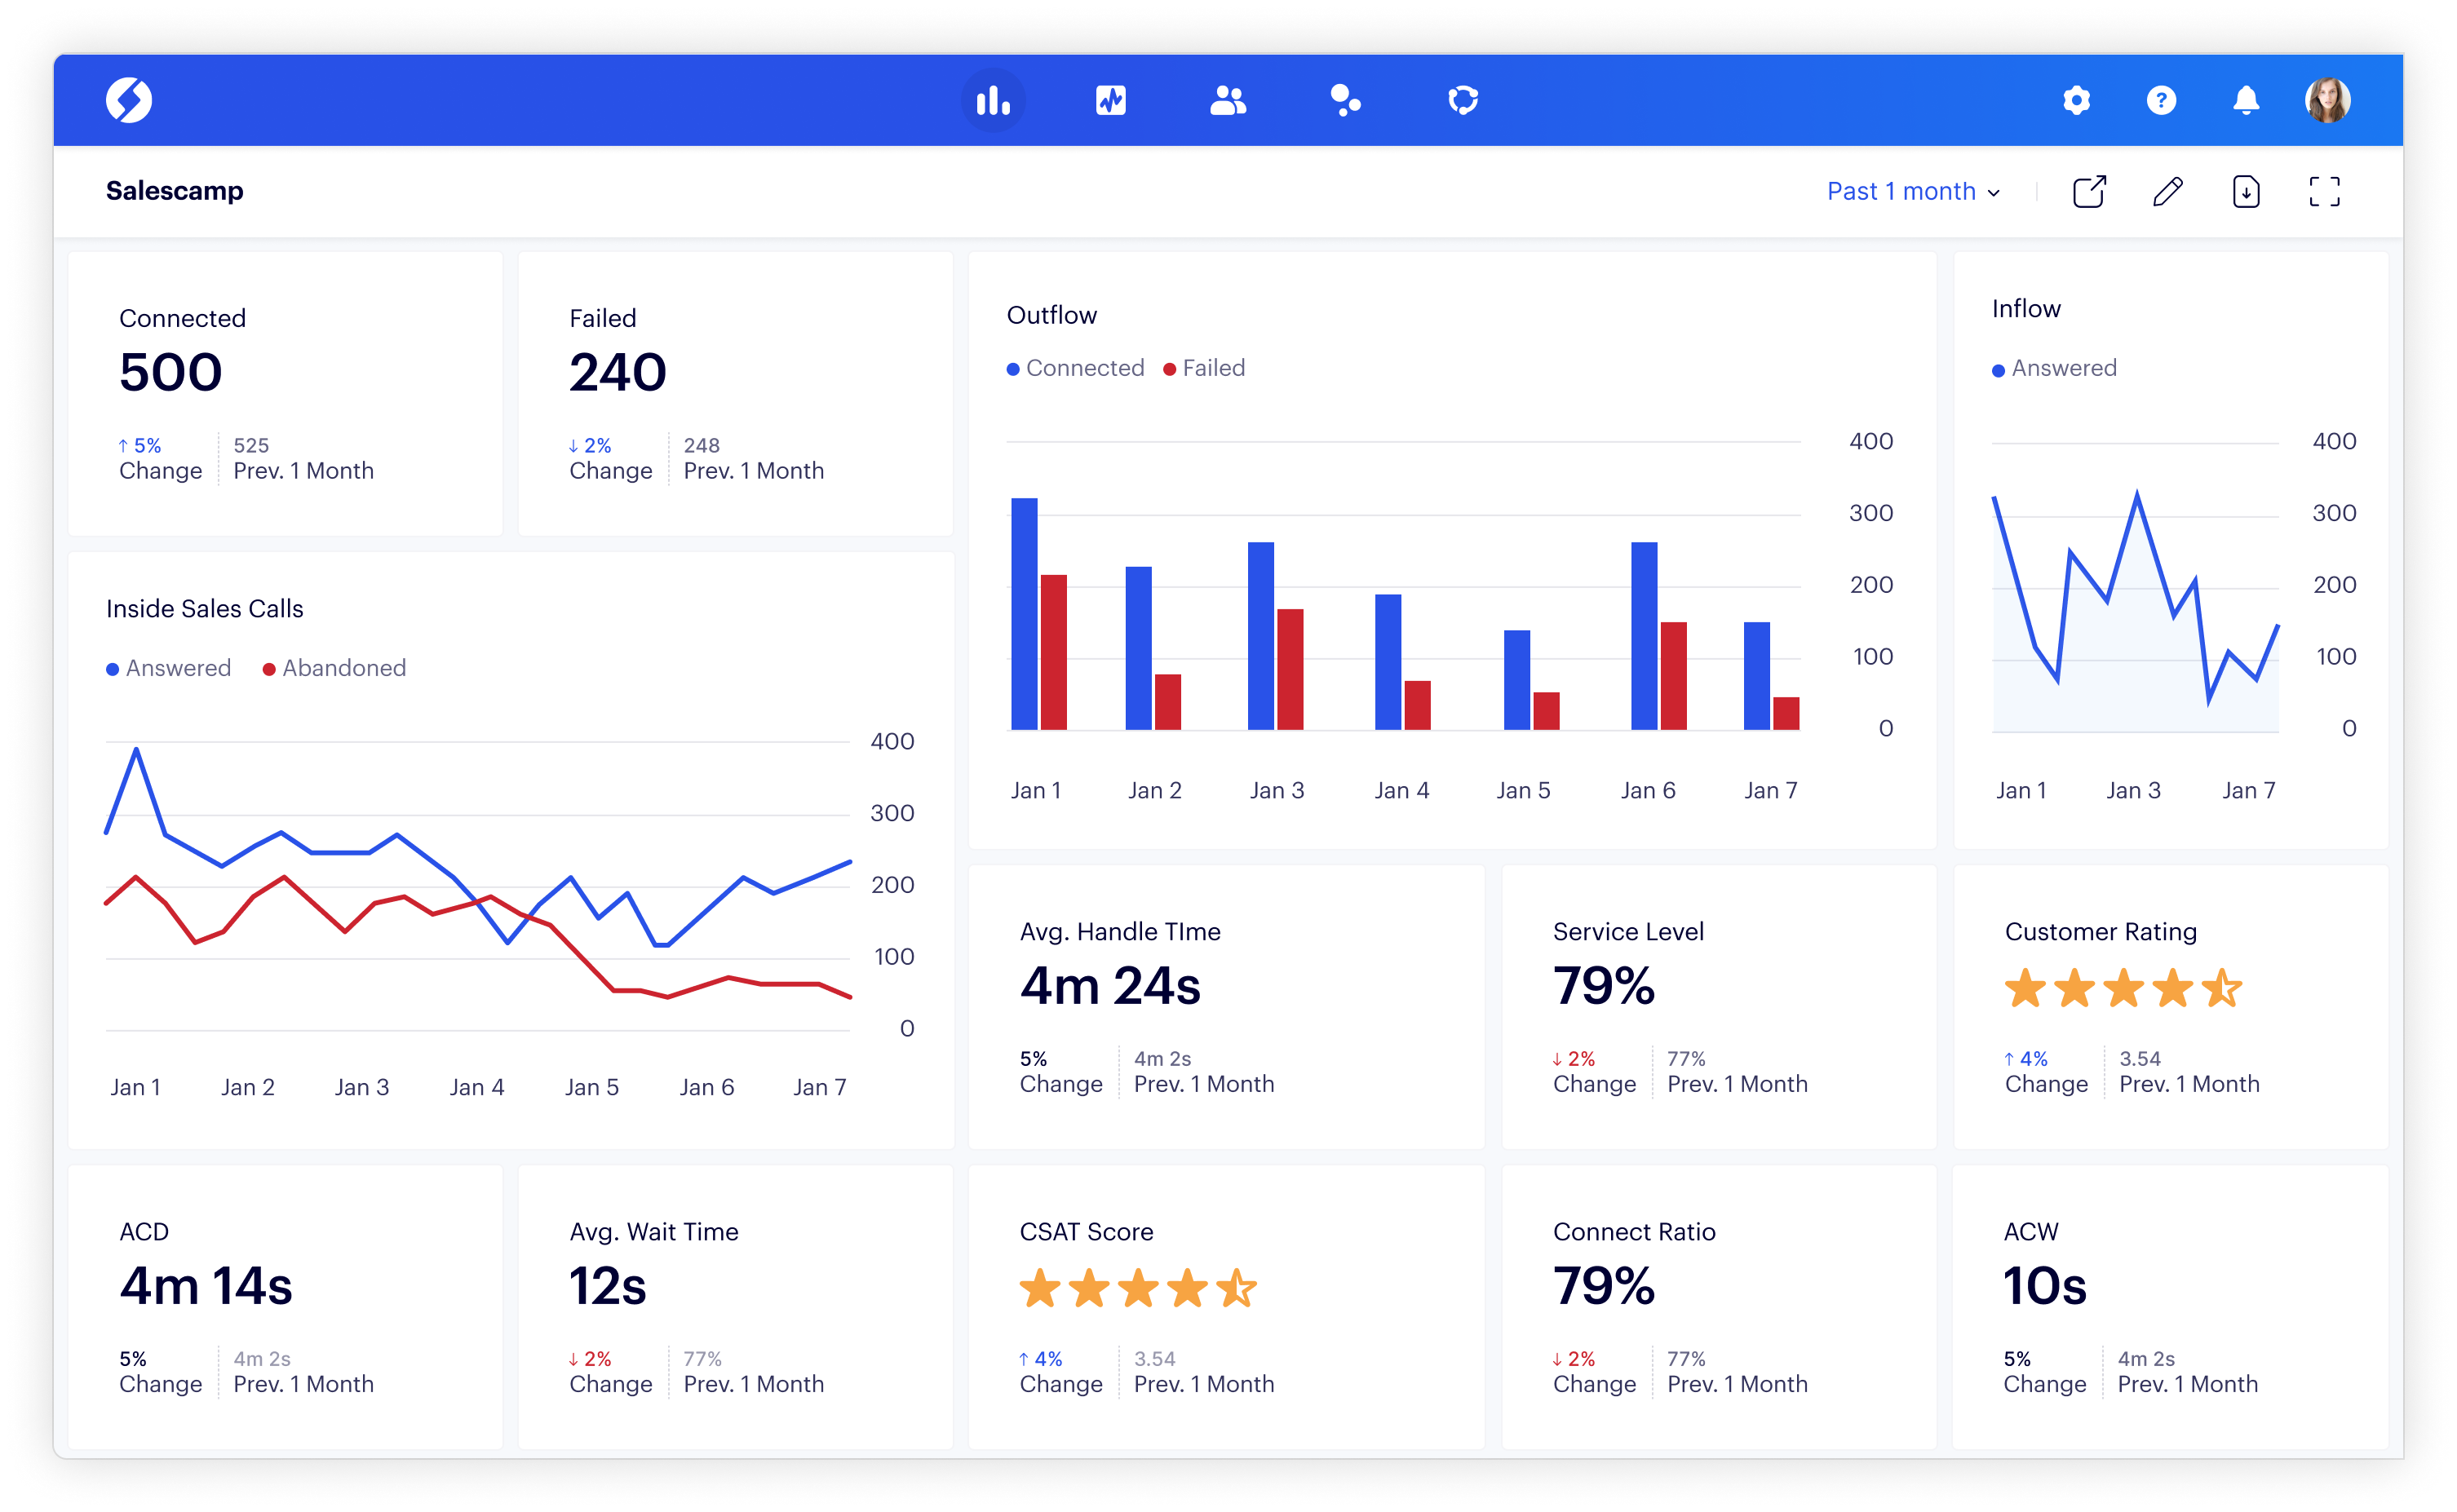 ?
Salescamp
Past 1 month
Connected
500
↑ 5%
Change
525
Prev. 1 Month
Failed
240
↓ 2%
Change
248
Prev. 1 Month
Outflow
Connected Failed
400
300
200
100
0
Jan 1 Jan 2 Jan 3 Jan 4 Jan 5 Jan 6 Jan 7
Inflow
Answered
400
300
200
100
0
Jan 1 Jan 3 Jan 7
Inside Sales Calls
Answered Abandoned
400
300
200
100
0
Jan 1 Jan 2 Jan 3 Jan 4 Jan 5 Jan 6 Jan 7
Avg. Handle TIme
4m 24s
5%
Change
4m 2s
Prev. 1 Month
Service Level
79%
↓ 2%
Change
77%
Prev. 1 Month
Customer Rating
↑ 4%
Change
3.54
Prev. 1 Month
ACD
4m 14s
5%
Change
4m 2s
Prev. 1 Month
Avg. Wait Time
12s
↓ 2%
Change
77%
Prev. 1 Month
CSAT Score
↑ 4%
Change
3.54
Prev. 1 Month
Connect Ratio
79%
↓ 2%
Change
77%
Prev. 1 Month
ACW
10s
5%
Change
4m 2s
Prev. 1 Month